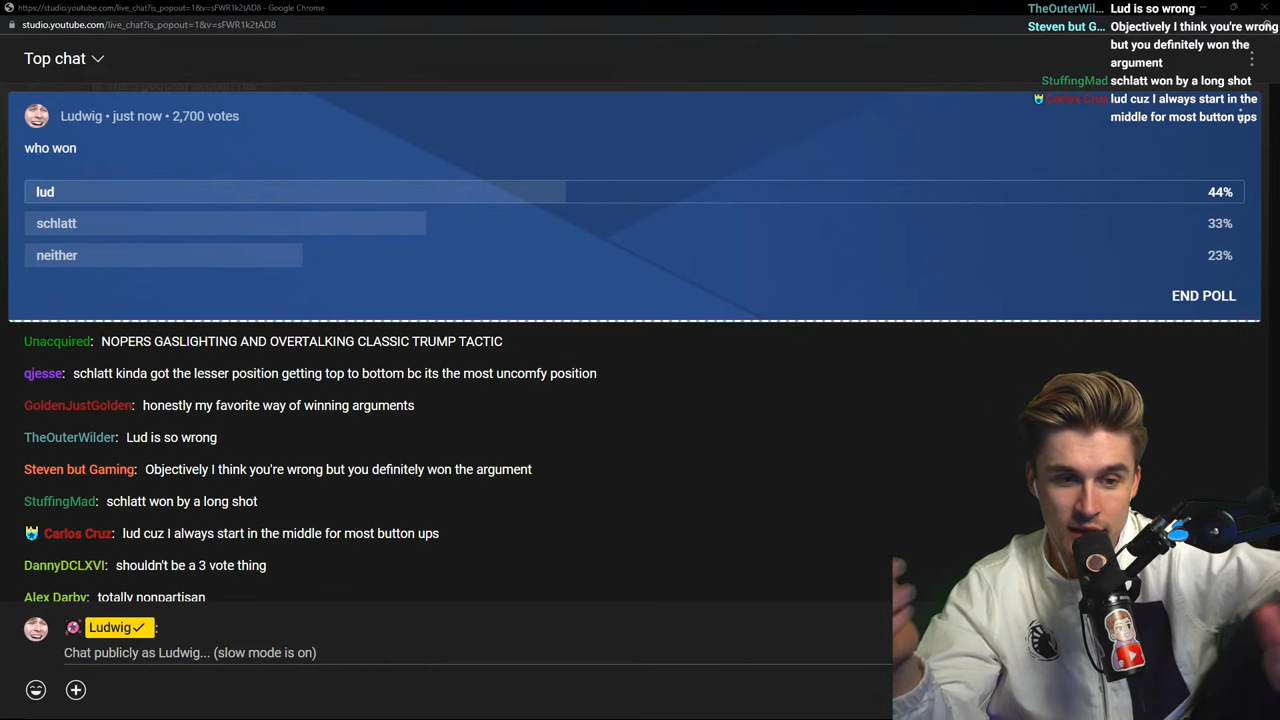 https://studio.youtube.com/live_chat?is_popout=1&v=sFWR1k2tAD8 - Google Chrome
studio.youtube.com/live_chat?is_popout=1&v=sFWR1k2tAD8
Top chat
TheOuterWil... Lud is so wrong
Steven but G... Objectively I think you're wrong
but you definitely won the
argument
StuffingMad schlatt won by a long shot
Carlos Cruz lud cuz I always start in the
middle for most button ups
Ludwig • just now • 2,700 votes
who won
lud 44%
schlatt 33%
neither 23%
END POLL
Unacquired: NOPERS GASLIGHTING AND OVERTALKING CLASSIC TRUMP TACTIC
qjesse: schlatt kinda got the lesser position getting top to bottom bc its the most uncomfy position
GoldenJustGolden: honestly my favorite way of winning arguments
TheOuterWilder: Lud is so wrong
Steven but Gaming: Objectively I think you're wrong but you definitely won the argument
StuffingMad: schlatt won by a long shot
Carlos Cruz: lud cuz I always start in the middle for most button ups
DannyDCLXVI: shouldn't be a 3 vote thing
Alex Darby: totally nonpartisan
Ludwig :
Chat publicly as Ludwig... (slow mode is on)